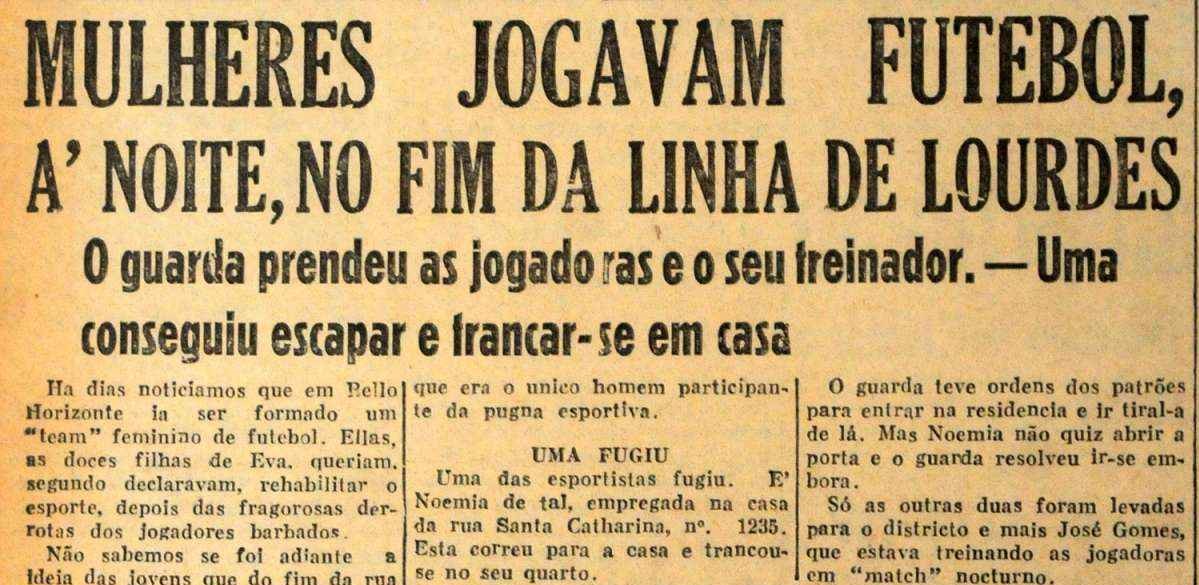 MULHERES JOGAVAM FUTEBOL,
A' NOITE, NO FIM DA LINHA DE LOURDES
O guarda prendeu as jogadoras e o seu treinador. — Uma
conseguiu escapar e trancar-se em casa
Ha dias noticiamos que em Bello
Horizonte ia ser formado um
"team" feminino de futebol. Ellas,
as doces filhas de Eva, queriam,
segundo declaravam, rehabilitar o
esporte, depois das fragorosas der-
rotas dos jogadores barbados.
Não sabemos se foi adiante a
ideia das jovens que do fim da rua
que era o unico homem participan-
te da pugna esportiva.
UMA FUGIU
Uma das esportistas fugiu. E'
Noemia de tal, empregada na casa
da rua Santa Catharina, nº. 1235.
Esta correu para a casa e trancou-
se no seu quarto.
O guarda teve ordens dos patrões
para entrar na residencia e ir tiral-a
de lá. Mas Noemia não quiz abrir a
porta e o guarda resolveu ir-se em-
bora.
Só as outras duas foram levadas
para o districto e mais José Gomes,
que estava treinando as jogadoras
em "match" nocturno.